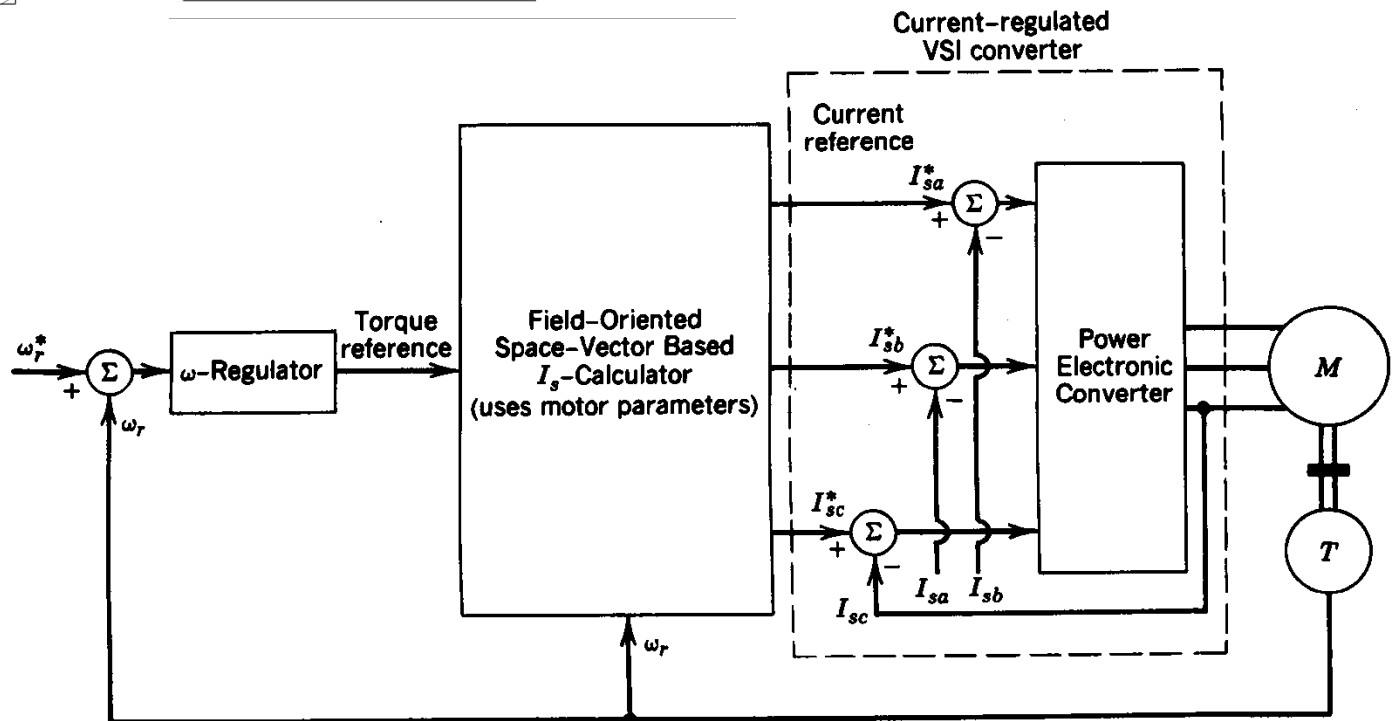 Current-regulated
VSI converter
Current
reference
I*sa
Σ
+
−
Torque
reference
Field-Oriented
Space-Vector Based
Is-Calculator
(uses motor parameters)
ω*r
Σ
+
ω-Regulator
ωr
I*sb
Σ
+
−
Power
Electronic
Converter
M
I*sc
Σ
+
−
Isc
Isa
Isb
T
ωr